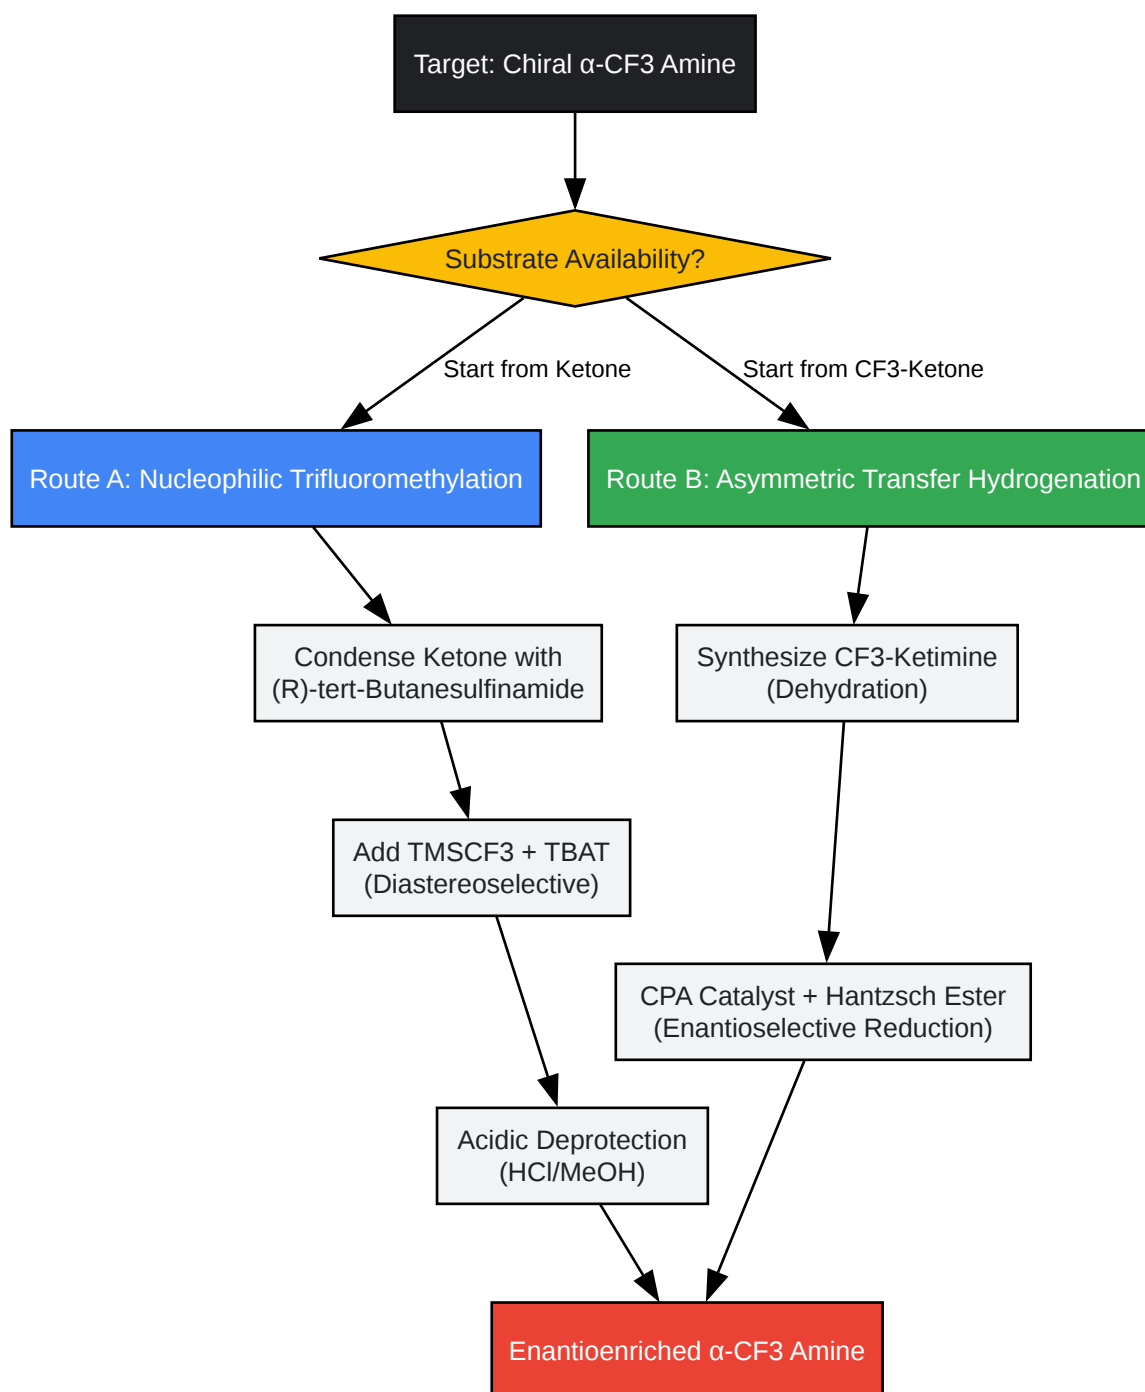 Target: Chiral α-CF3 Amine
Substrate Availability?
Start from Ketone
Start from CF3-Ketone
Route A: Nucleophilic Trifluoromethylation
Route B: Asymmetric Transfer Hydrogenation
Condense Ketone with
(R)-tert-Butanesulfinamide
Synthesize CF3-Ketimine
(Dehydration)
Add TMSCF3 + TBAT
(Diastereoselective)
CPA Catalyst + Hantzsch Ester
(Enantioselective Reduction)
Acidic Deprotection
(HCl/MeOH)
Enantioenriched α-CF3 Amine